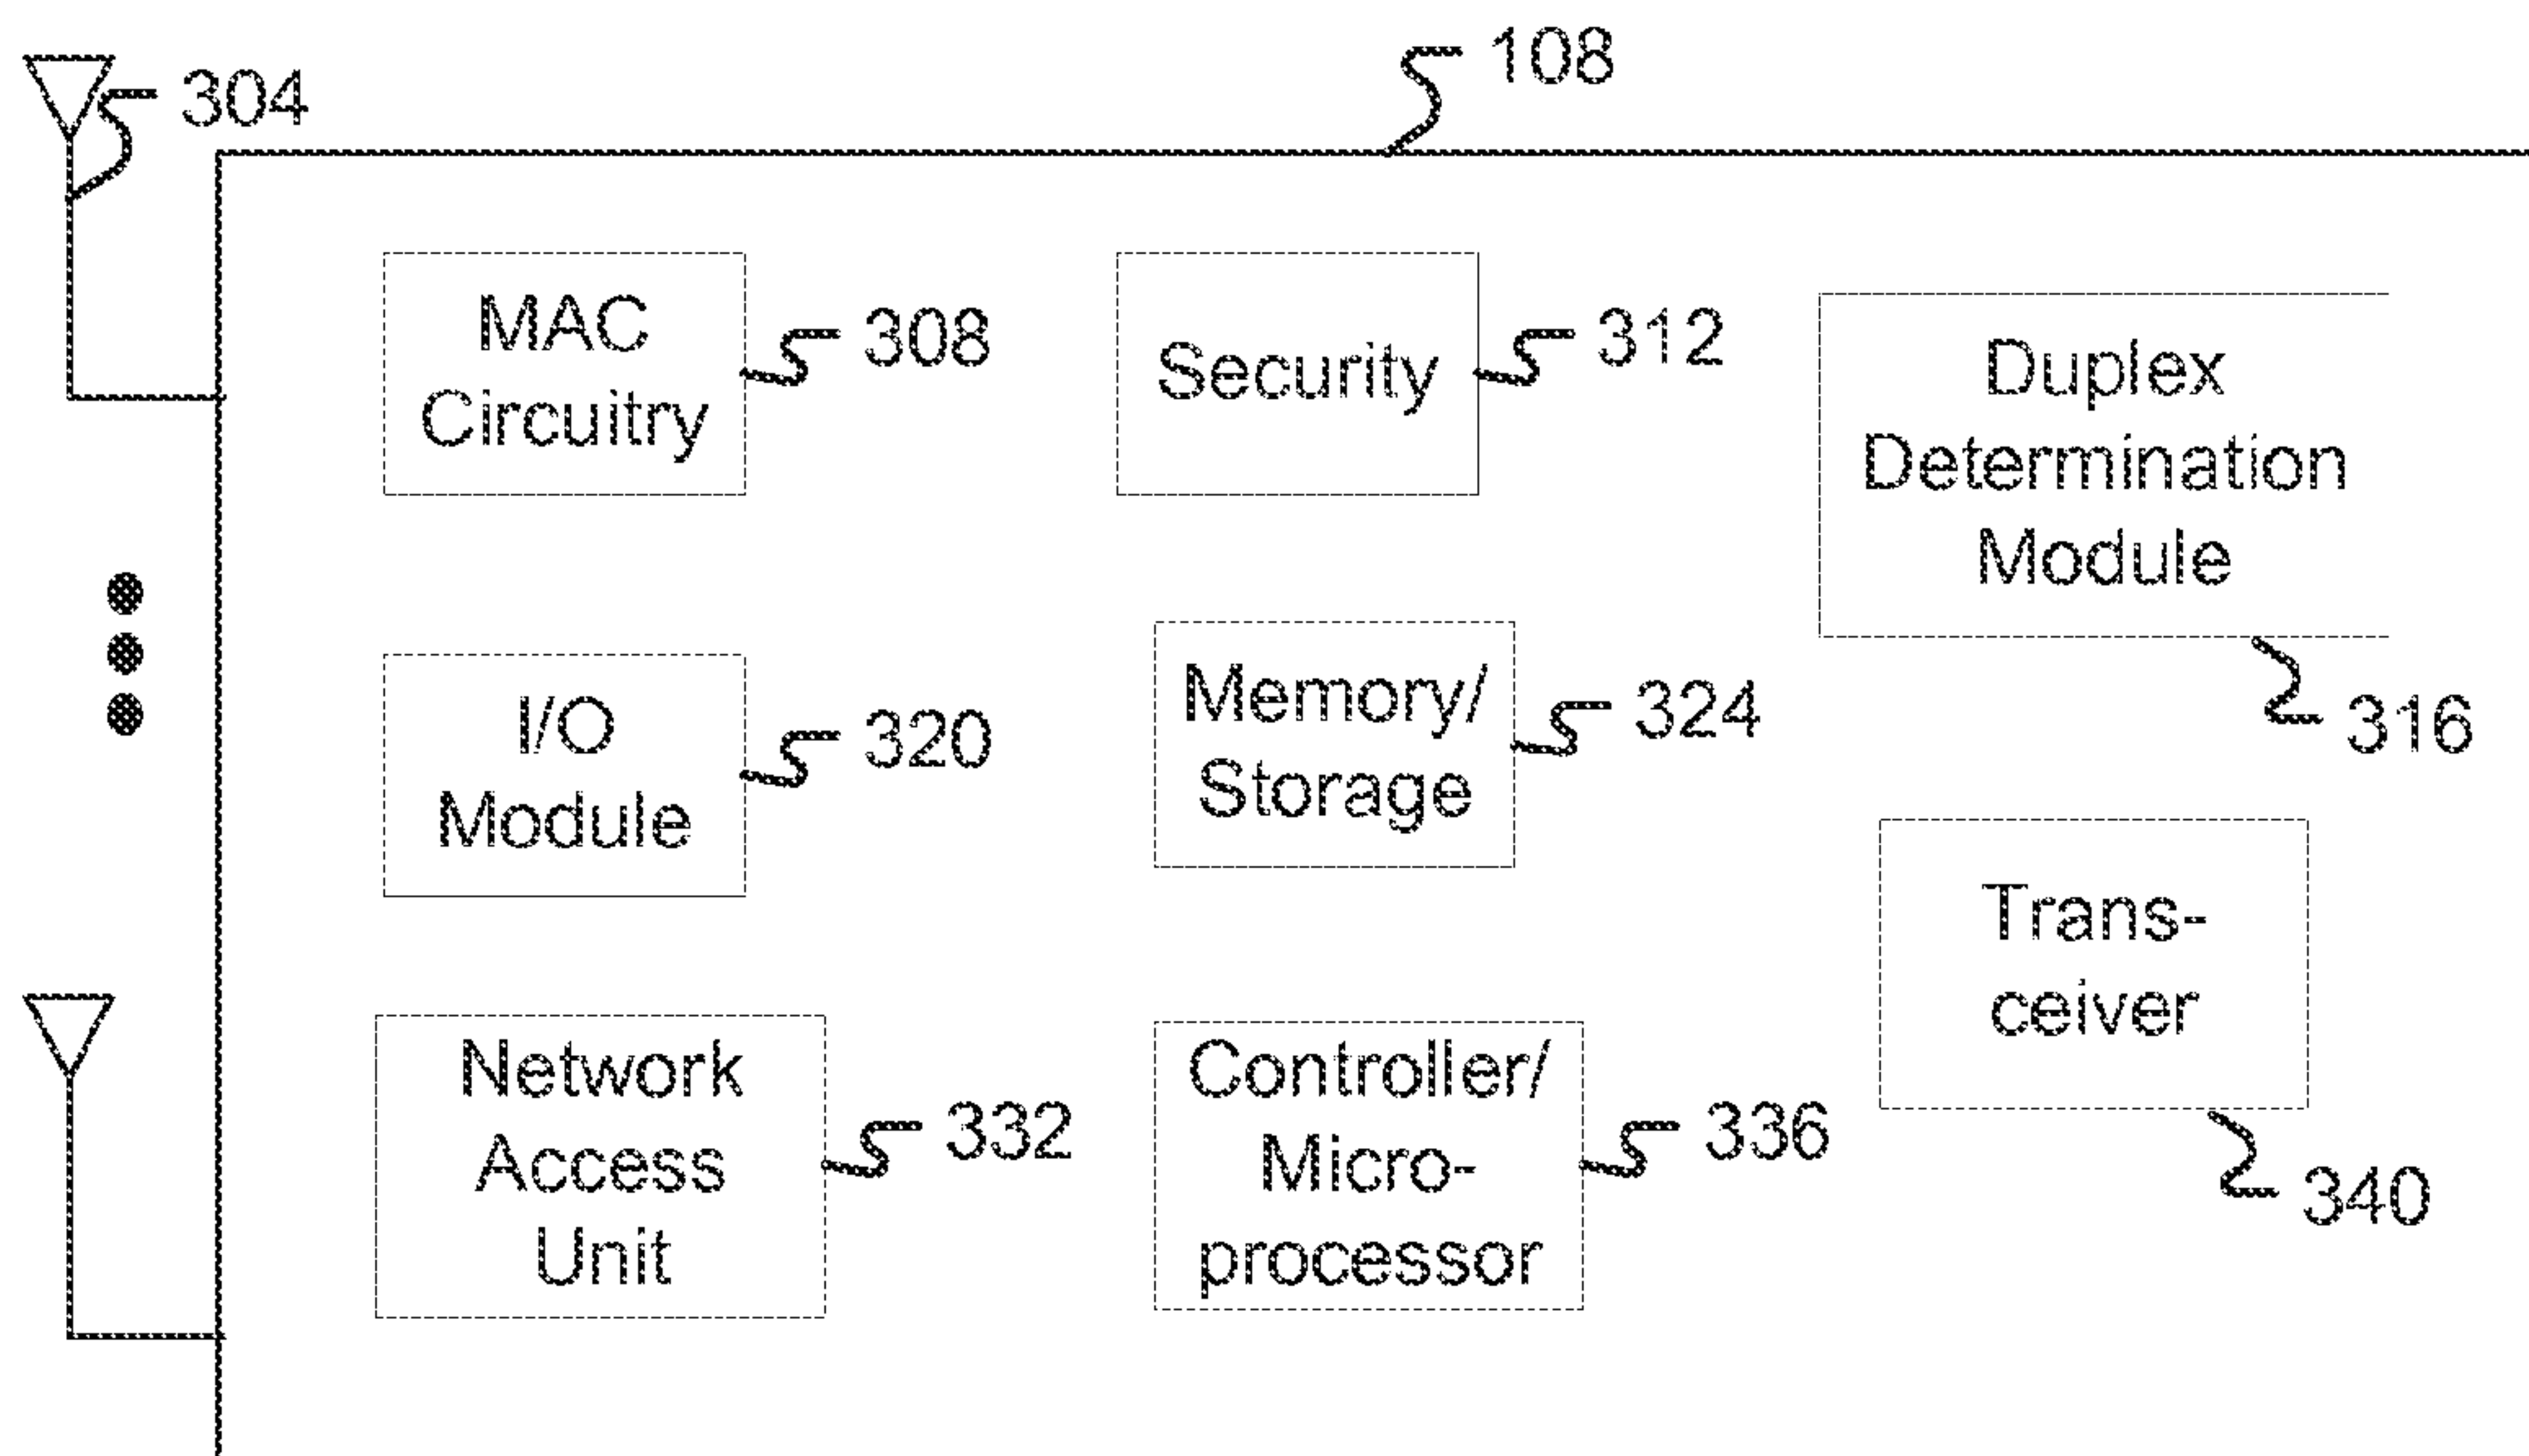 108
304
MAC
Circuitry
308
Security
312
Duplex
Determination
Module
316
I/O
Module
320
Memory/
Storage
324
Trans-
ceiver
340
Network
Access
Unit
332
Controller/
Micro-
processor
336